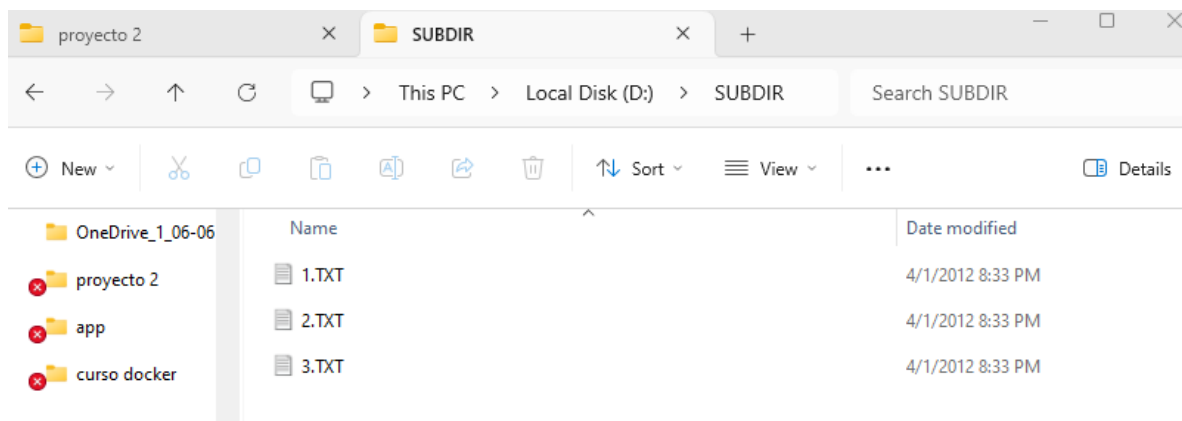 proyecto 2 SUBDIR
This PC > Local Disk (D:) > SUBDIR Search SUBDIR
New Sort View ... Details
OneDrive_1_06-06 Name Date modified
proyecto 2 1.TXT 4/1/2012 8:33 PM
app 2.TXT 4/1/2012 8:33 PM
curso docker 3.TXT 4/1/2012 8:33 PM